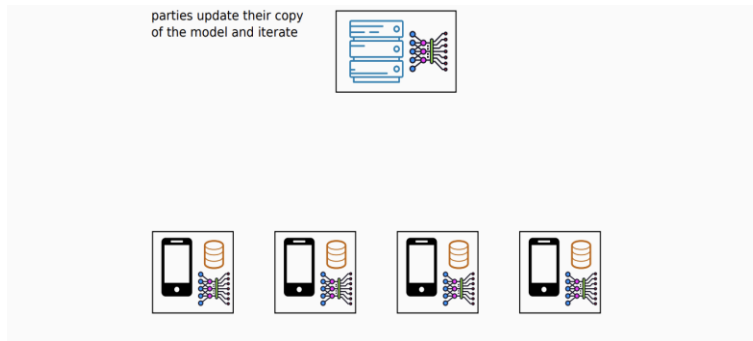 parties update their copy
of the model and iterate